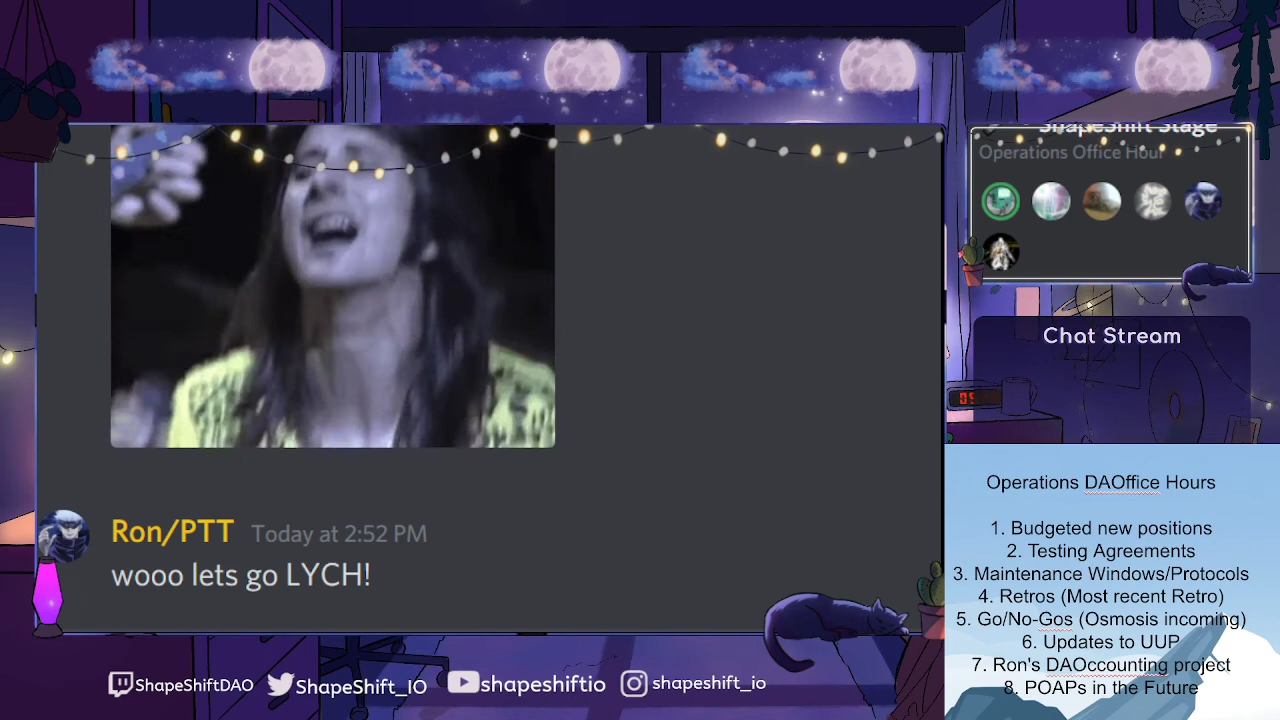 ShapeShift Stage
Operations Office Hour
Chat Stream
Ron/PTT Today at 2:52 PM
wooo lets go LYCH!
Operations DAOffice Hours
1. Budgeted new positions
2. Testing Agreements
3. Maintenance Windows/Protocols
4. Retros (Most recent Retro)
5. Go/No-Gos (Osmosis incoming)
6. Updates to UUP
7. Ron's DAOccounting project
8. POAPs in the Future
ShapeShiftDAO ShapeShift_IO shapeshiftio shapeshift_io